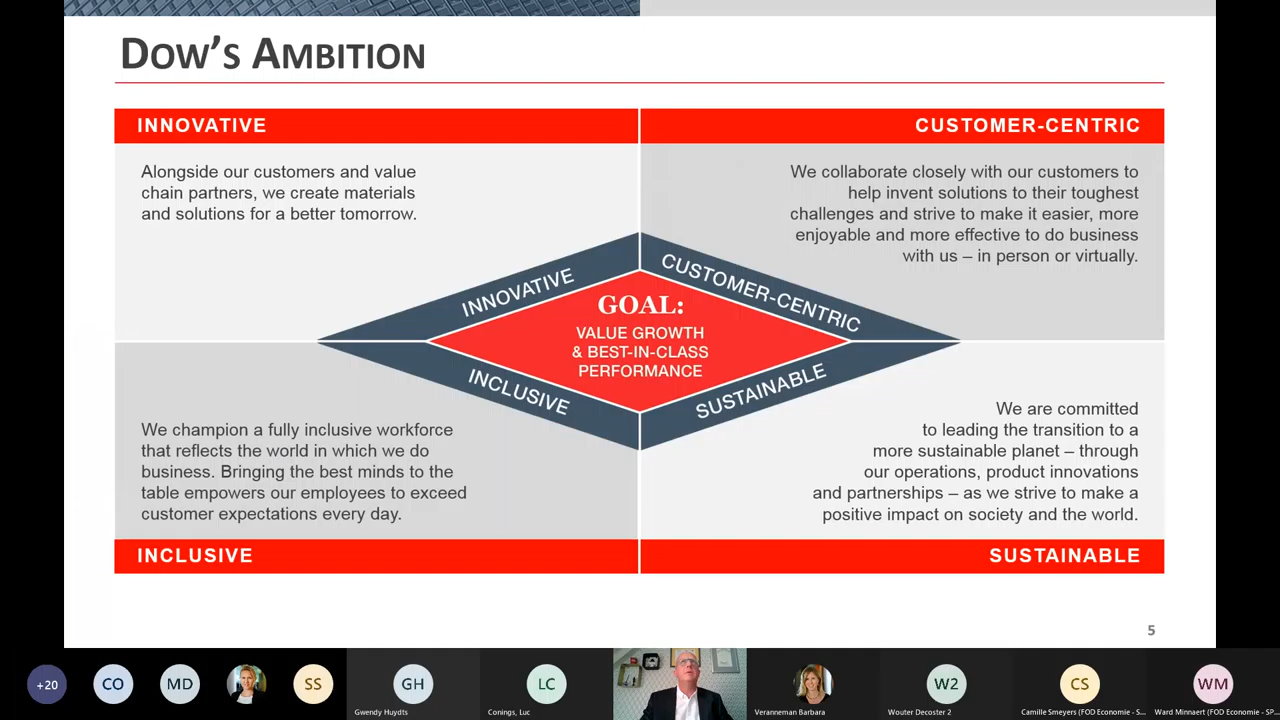 DOW'S AMBITION
INNOVATIVE
Alongside our customers and value
chain partners, we create materials
and solutions for a better tomorrow.
CUSTOMER-CENTRIC
We collaborate closely with our customers to
help invent solutions to their toughest
challenges and strive to make it easier, more
enjoyable and more effective to do business
with us – in person or virtually.
INNOVATIVE
CUSTOMER-CENTRIC
GOAL:
VALUE GROWTH
& BEST-IN-CLASS
PERFORMANCE
INCLUSIVE
SUSTAINABLE
We champion a fully inclusive workforce
that reflects the world in which we do
business. Bringing the best minds to the
table empowers our employees to exceed
customer expectations every day.
INCLUSIVE
We are committed
to leading the transition to a
more sustainable planet – through
our operations, product innovations
and partnerships – as we strive to make a
positive impact on society and the world.
SUSTAINABLE
5
+20
CO
MD
SS
GH
Gwendy Huydts
LC
Conings, Luc
Veranneman Barbara
W2
Wouter Decoster 2
CS
Camille Smeyers (FOD Economie - S...
WM
Ward Minnaert (FOD Economie - SP...